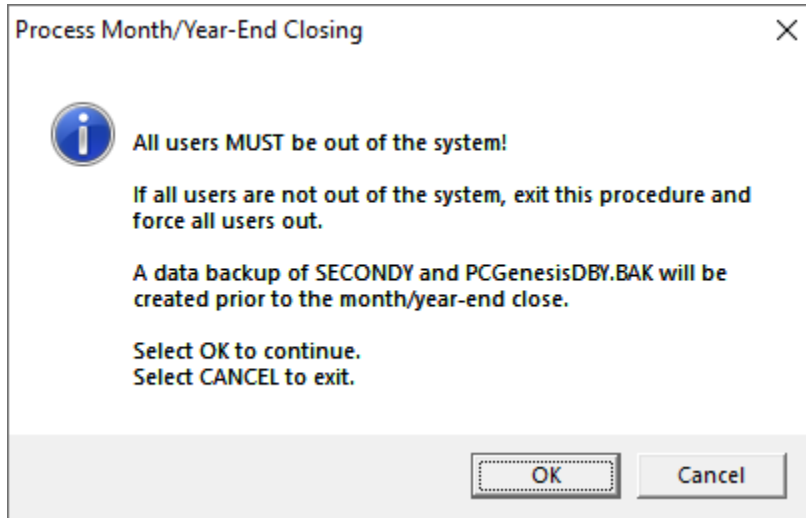 Process Month/Year-End Closing
All users MUST be out of the system!
If all users are not out of the system, exit this procedure and
force all users out.
A data backup of SECONDY and PCGenesisDBY.BAK will be
created prior to the month/year-end close.
Select OK to continue.
Select CANCEL to exit.
OK
Cancel